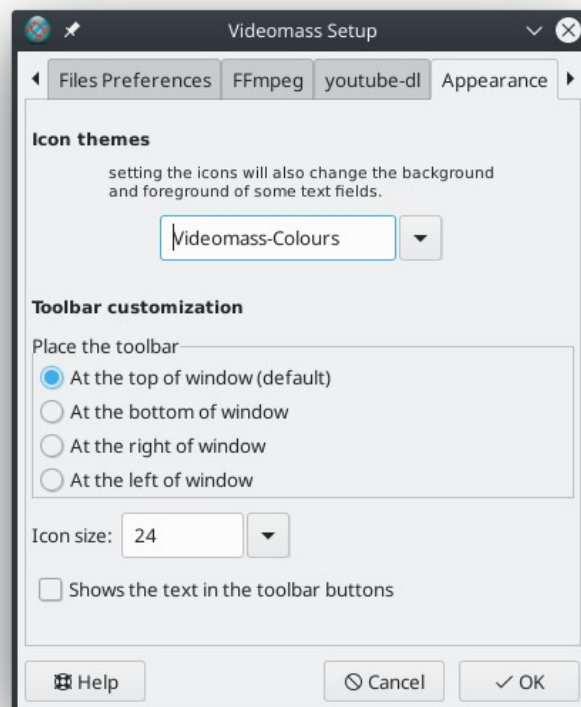 Videomass Setup
Files Preferences
FFmpeg
youtube-dl
Appearance
Icon themes
setting the icons will also change the background
and foreground of some text fields.
Videomass-Colours
Toolbar customization
Place the toolbar
At the top of window (default)
At the bottom of window
At the right of window
At the left of window
Icon size: 24
Shows the text in the toolbar buttons
Help
Cancel
OK